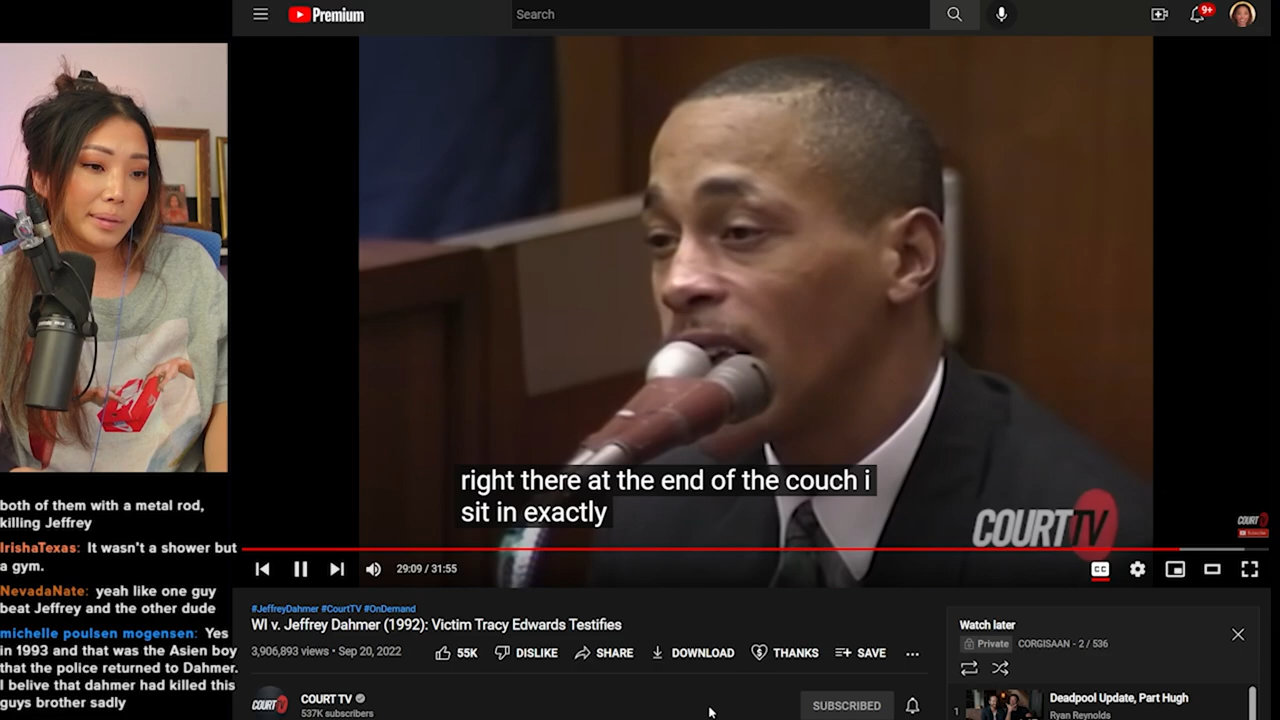 Premium
Search
9+
right there at the end of the couch i
sit in exactly
COURT TV
COURT
29:09 / 31:55
CC
#JeffreyDahmer #CourtTV #OnDemand
WI v. Jeffrey Dahmer (1992): Victim Tracy Edwards Testifies
3,906,893 views • Sep 20, 2022
55K
DISLIKE
SHARE
DOWNLOAD
THANKS
SAVE
COURT TV
537K subscribers
SUBSCRIBED
Watch later
Private CORGISAAN - 2 / 536
1
Deadpool Update, Part Hugh
Ryan Reynolds
both of them with a metal rod,
killing Jeffrey
IrishaTexas: It wasn't a shower but
a gym.
NevadaNate: yeah like one guy
beat Jeffrey and the other dude
michelle poulsen mogensen: Yes
in 1993 and that was the Asien boy
that the police returned to Dahmer.
I belive that dahmer had killed this
guys brother sadly